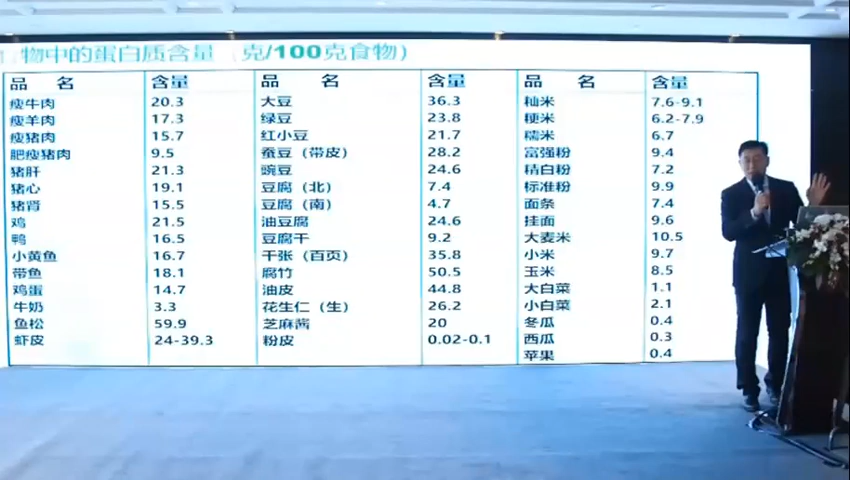 物中的蛋白质含量（克/100克食物）
品 名 含量 品 名 含量 品 名 含量
瘦牛肉 20.3 大豆 36.3 籼米 7.6-9.1
瘦羊肉 17.3 绿豆 23.8 粳米 6.2-7.9
瘦猪肉 15.7 红小豆 21.7 糯米 6.7
肥瘦猪肉 9.5 蚕豆（带皮） 28.2 富强粉 9.4
猪肝 21.3 豌豆 24.6 精白粉 7.2
猪心 19.1 豆腐（北） 7.4 标准粉 9.9
猪肾 15.5 豆腐（南） 4.7 面条 7.4
鸡 21.5 油豆腐 24.6 挂面 9.6
鸭 16.5 豆腐干 9.2 大麦米 10.5
小黄鱼 16.7 千张（百页） 35.8 小米 9.7
带鱼 18.1 腐竹 50.5 玉米 8.5
鸡蛋 14.7 油皮 44.8 大白菜 1.1
牛奶 3.3 花生仁（生） 26.2 小白菜 2.1
鱼松 59.9 芝麻酱 20 冬瓜 0.4
虾皮 24-39.3 粉皮 0.02-0.1 西瓜 0.3
苹果 0.4